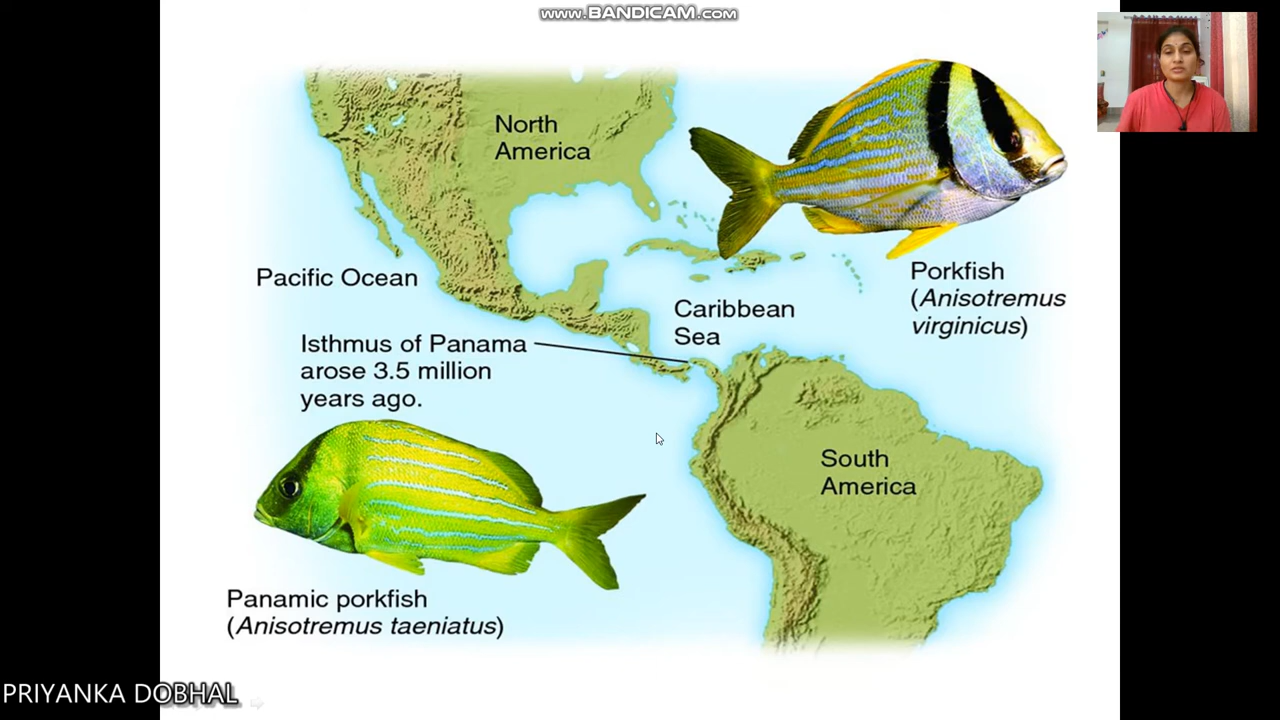 www.BANDICAM.com
North
America
Pacific Ocean
Porkfish
(Anisotremus
virginicus)
Caribbean
Sea
Isthmus of Panama
arose 3.5 million
years ago.
South
America
Panamic porkfish
(Anisotremus taeniatus)
PRIYANKA DOBHAL